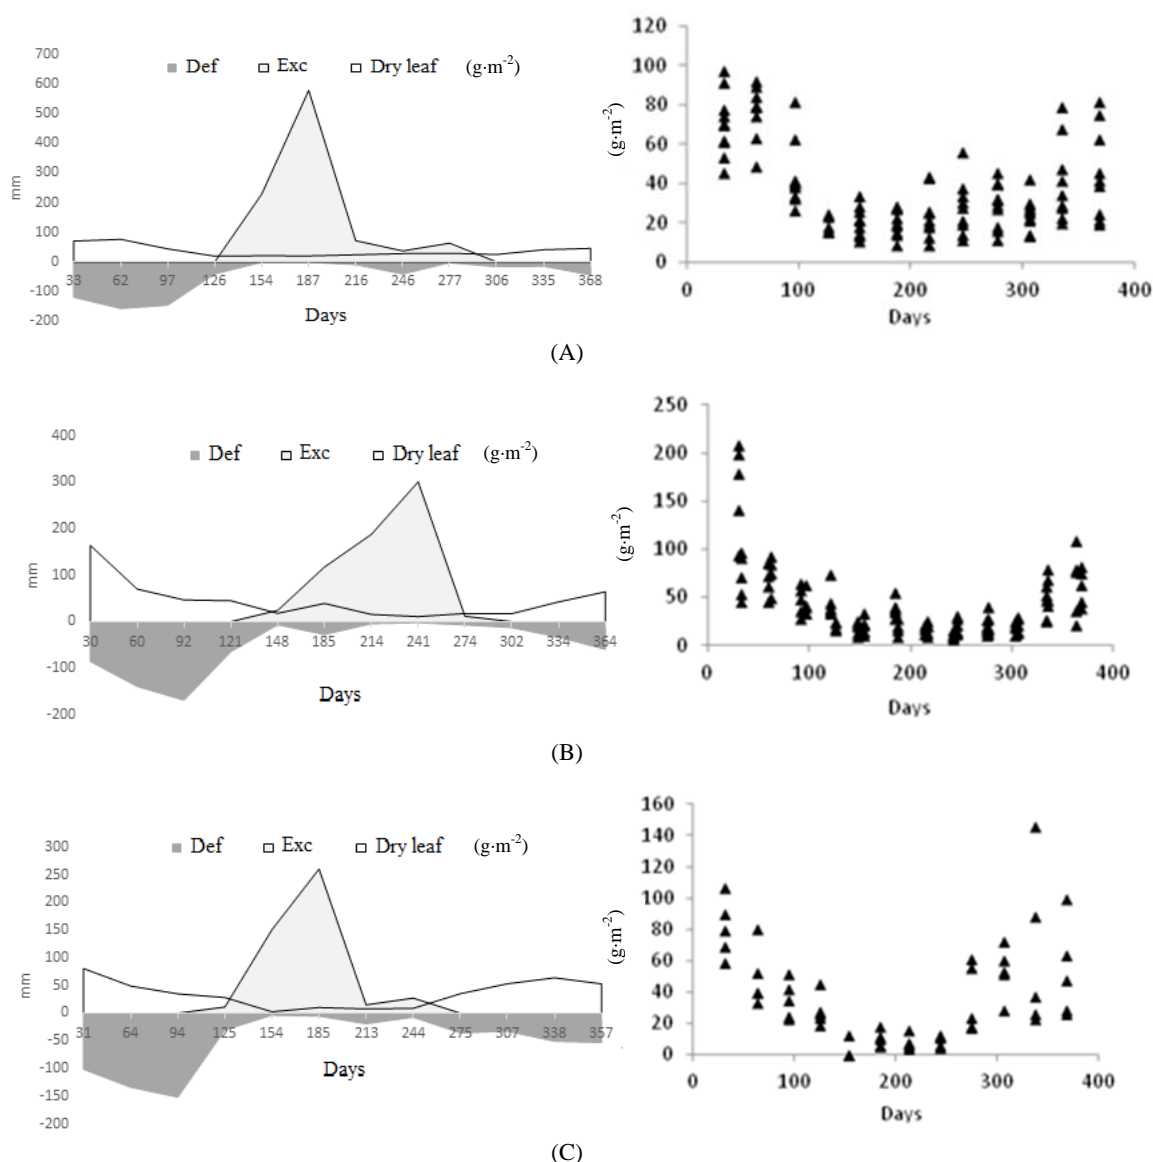 700
600
500
400
300
200
100
0
-100
-200
mm
Def Exc Dry leaf (g·m-2)
33 62 97 126 154 187 216 246 277 306 335 368
Days
120
100
80
60
40
20
0
(g·m-2)
0 100 200 300 400
Days
(A)
400
300
200
100
0
-100
-200
mm
Def Exc Dry leaf (g·m-2)
30 60 92 121 148 185 214 241 274 302 334 364
Days
250
200
150
100
50
0
(g·m-2)
0 100 200 300 400
Days
(B)
300
250
200
150
100
50
0
-50
-100
-150
-200
mm
Def Exc Dry leaf (g·m-2)
31 64 94 125 154 185 213 244 275 307 338 357
Days
160
140
120
100
80
60
40
20
0
(g·m-2)
0 100 200 300 400
Days
(C)